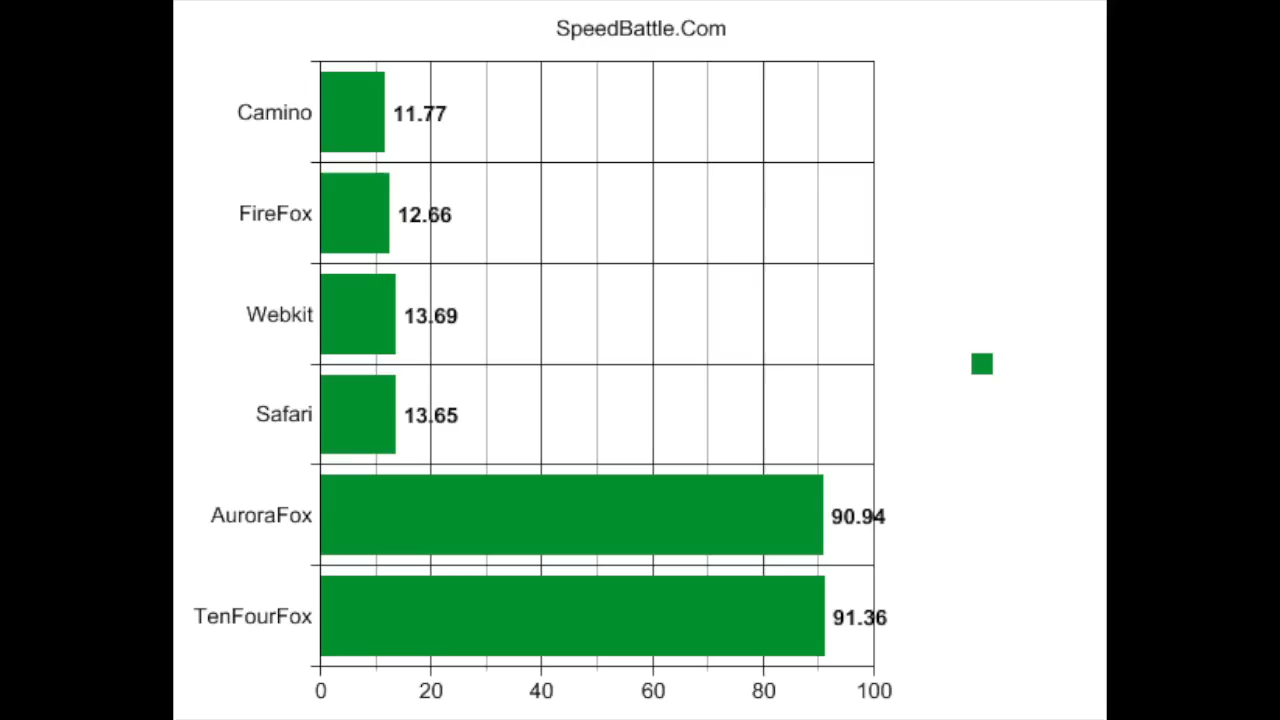 SpeedBattle.Com
Camino 11.77
FireFox 12.66
Webkit 13.69
Safari 13.65
AuroraFox 90.94
TenFourFox 91.36
0 20 40 60 80 100